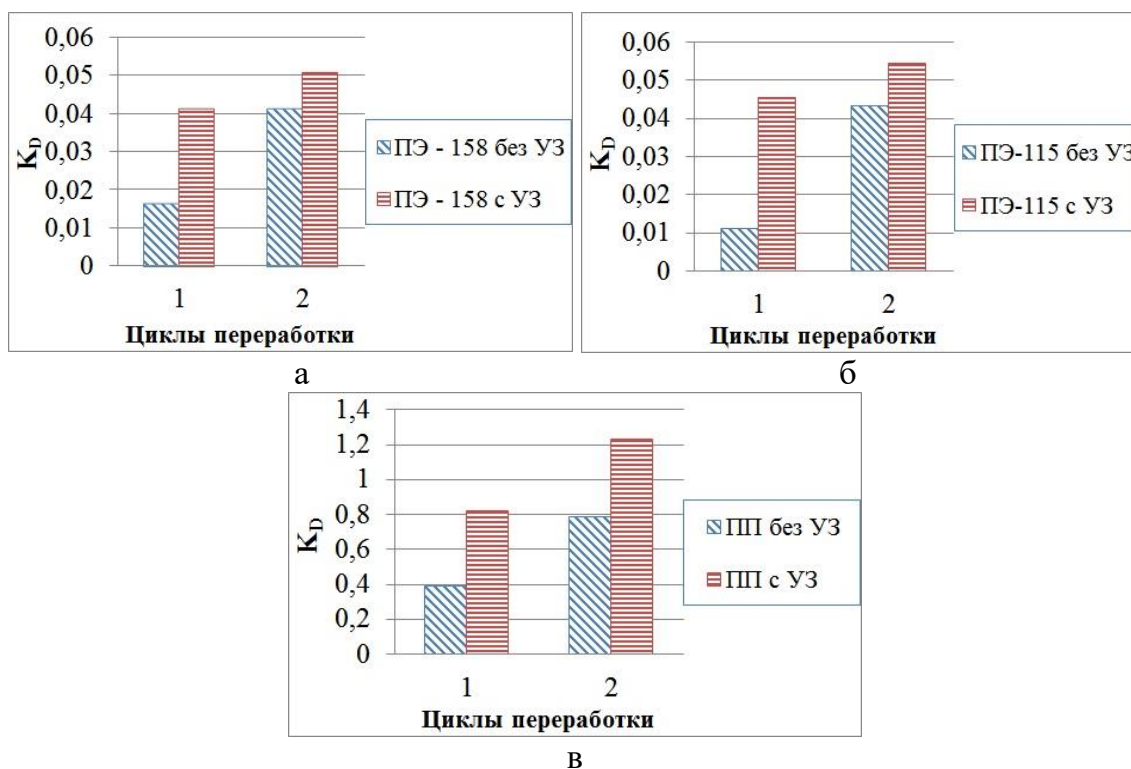 0,06
0,05
0,04
0,03
0,02
0,01
0
K_D
1 2
Циклы переработки
ПЭ - 158 без УЗ
ПЭ - 158 с УЗ
а
0,06
0,05
0,04
0,03
0,02
0,01
0
K_D
1 2
Циклы переработки
ПЭ-115 без УЗ
ПЭ-115 с УЗ
б
1,4
1,2
1
0,8
0,6
0,4
0,2
0
K_D
1 2
Циклы переработки
ПП без УЗ
ПП с УЗ
в